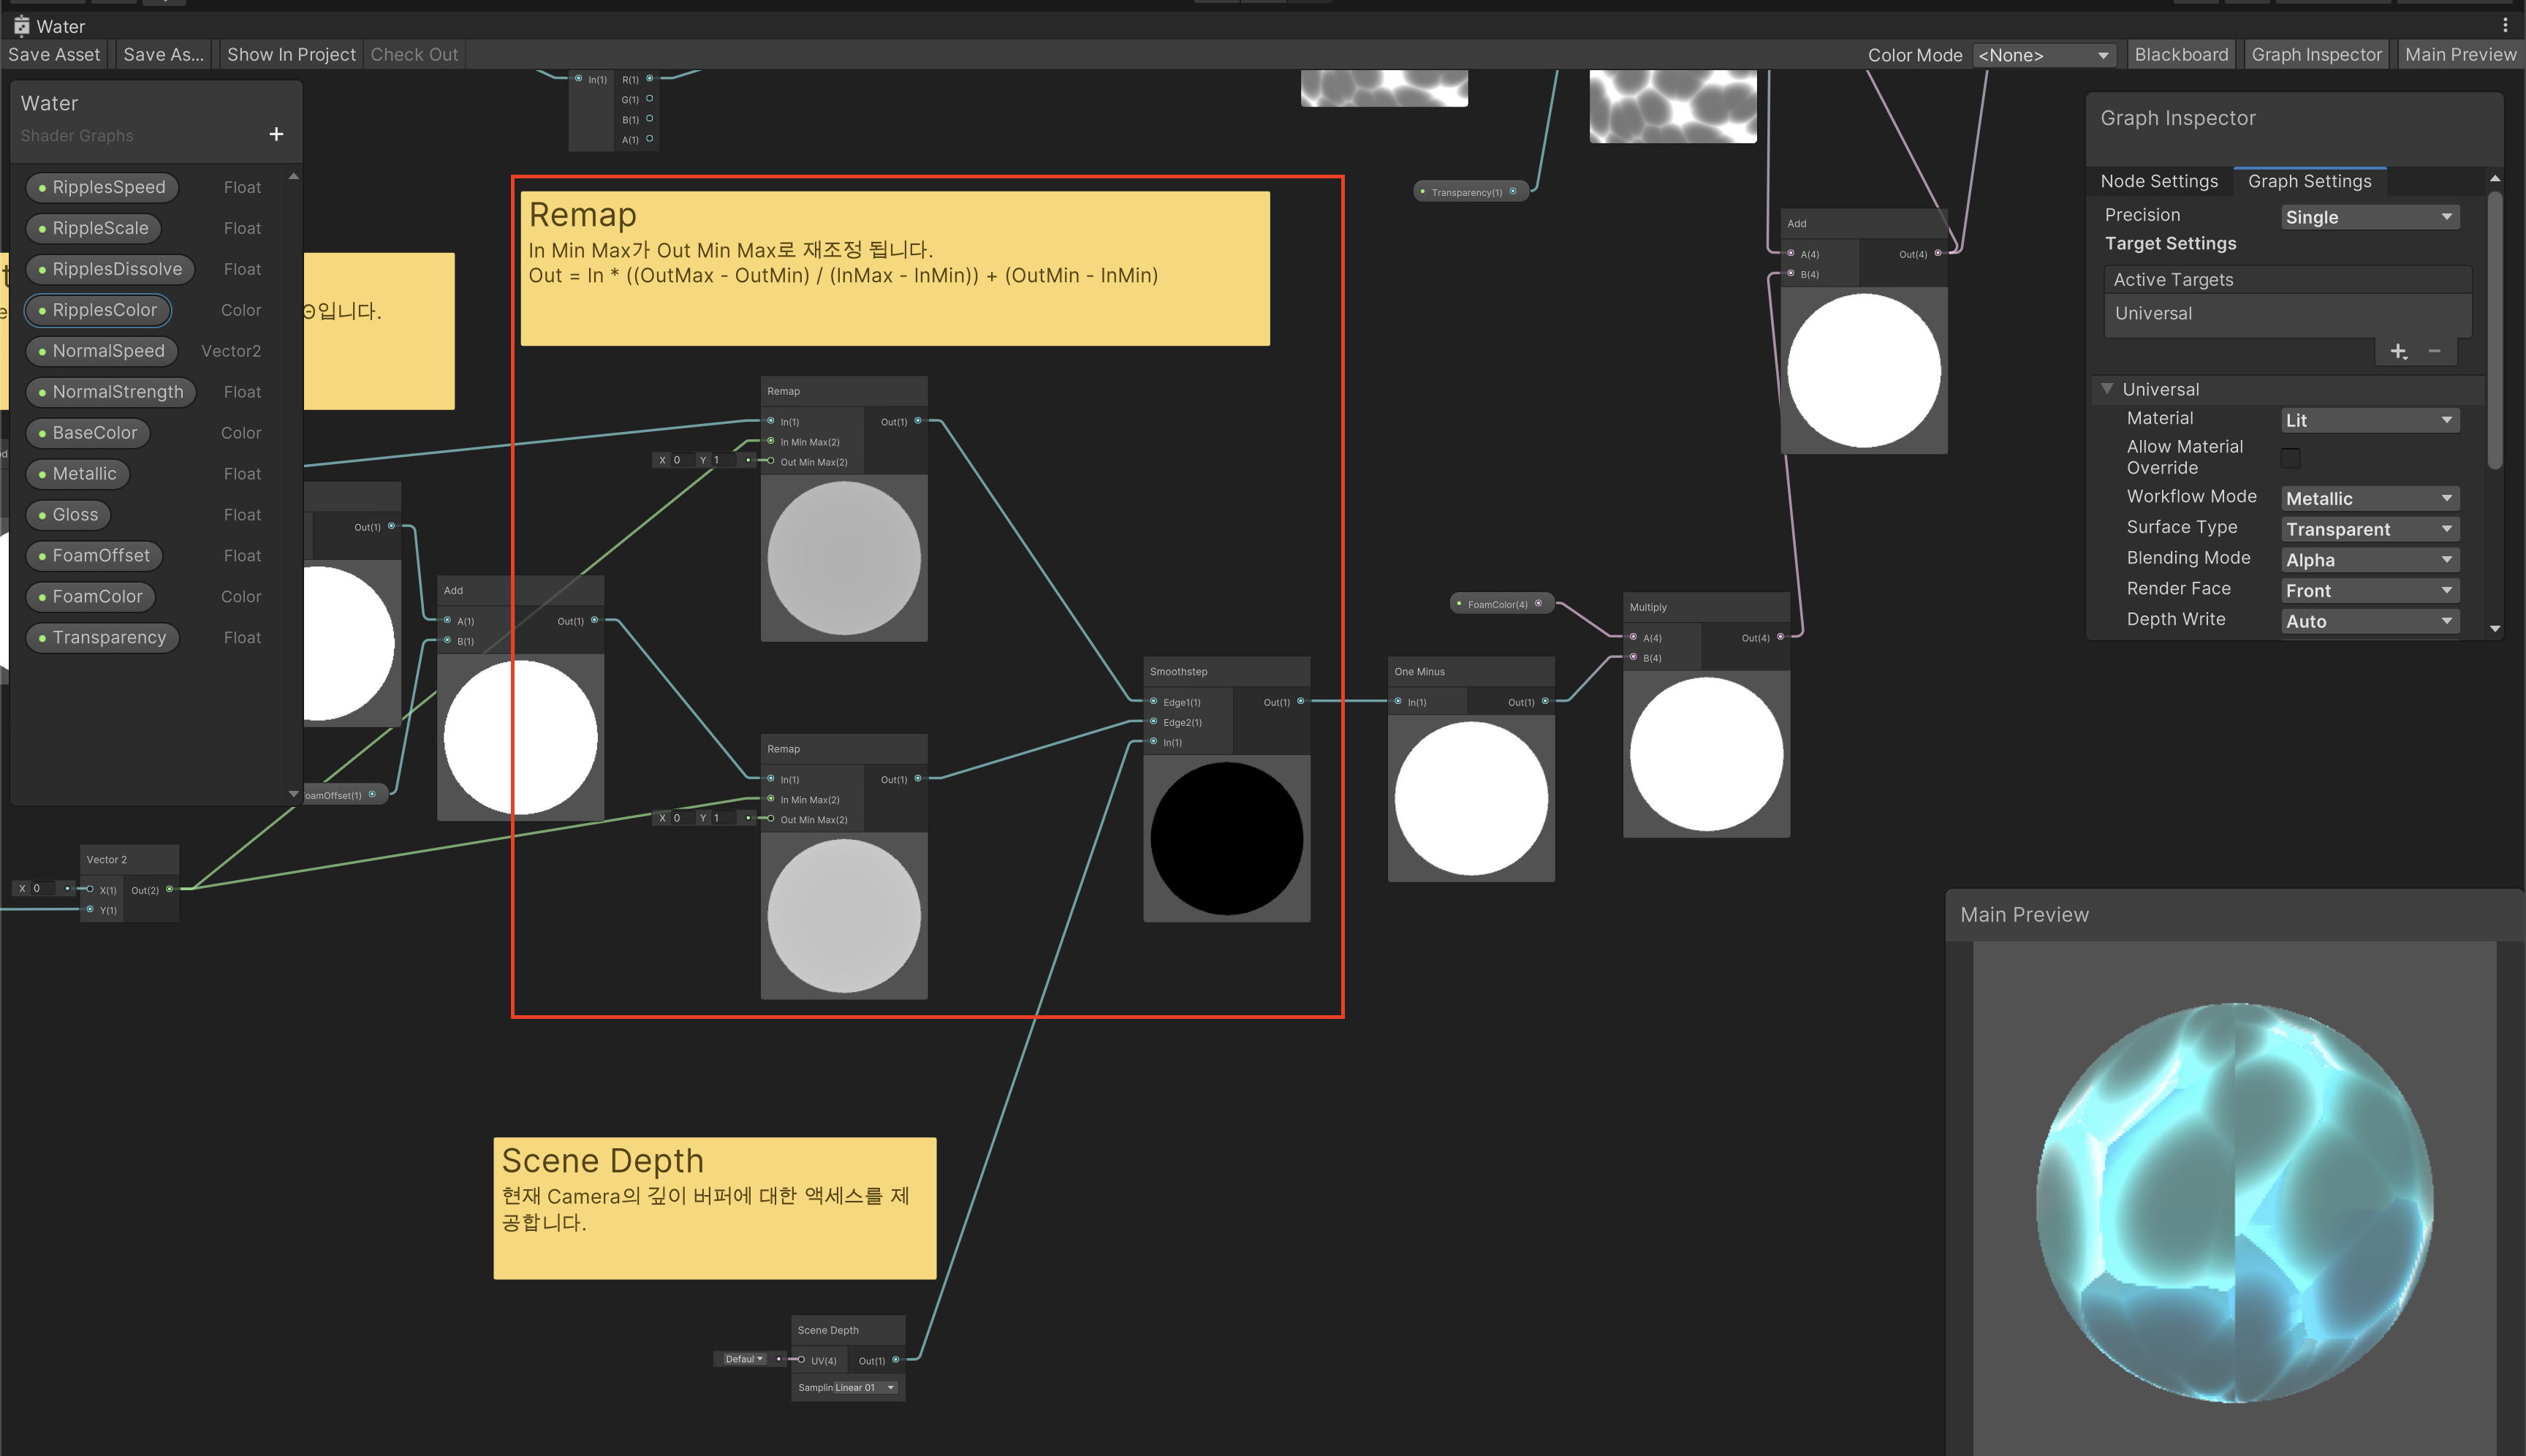 Water
Save Asset
Save As...
Show In Project
Check Out
Color Mode
<None>
Blackboard
Graph Inspector
Main Preview
Water
Shader Graphs
RipplesSpeed Float
RippleScale Float
RipplesDissolve Float
RipplesColor Color
NormalSpeed Vector2
NormalStrength Float
BaseColor Color
Metallic Float
Gloss Float
FoamOffset Float
FoamColor Color
Transparency Float
입니다.
In(1) R(1)
G(1)
B(1)
A(1)
Remap
In Min Max가 Out Min Max로 재조정 됩니다.
Out = In * ((OutMax - OutMin) / (InMax - InMin)) + (OutMin - InMin)
Remap
In(1) Out(1)
In Min Max(2)
X 0 Y 1 Out Min Max(2)
Out(1)
Add
A(1) Out(1)
B(1)
oamOffset(1)
Remap
In(1) Out(1)
In Min Max(2)
X 0 Y 1 Out Min Max(2)
Vector 2
X 0 X(1) Out(2)
Y(1)
Smoothstep
Edge1(1) Out(1)
Edge2(1)
In(1)
One Minus
In(1) Out(1)
FoamColor(4)
Multiply
A(4) Out(4)
B(4)
Transparency(1)
Add
A(4) Out(4)
B(4)
Scene Depth
현재 Camera의 깊이 버퍼에 대한 액세스를 제
공합니다.
Scene Depth
Defaul UV(4) Out(1)
Samplin Linear 01
Graph Inspector
Node Settings Graph Settings
Precision Single
Target Settings
Active Targets
Universal
Universal
Material Lit
Allow Material
Override
Workflow Mode Metallic
Surface Type Transparent
Blending Mode Alpha
Render Face Front
Depth Write Auto
Main Preview